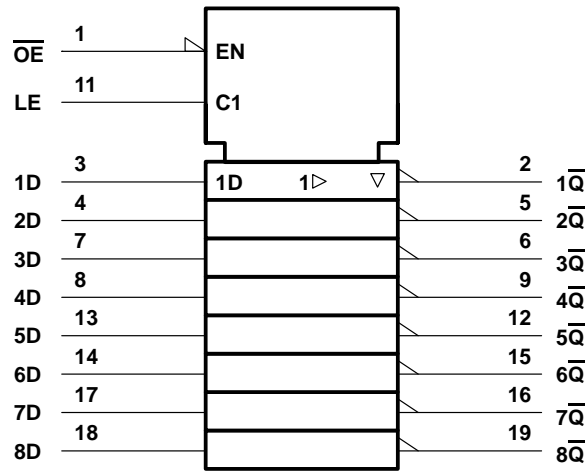 1
O̅E̅ EN
11
LE C1
3 2
1D 1D 1 1Q̅
4 5
2D 2Q̅
7 6
3D 3Q̅
8 9
4D 4Q̅
13 12
5D 5Q̅
14 15
6D 6Q̅
17 16
7D 7Q̅
18 19
8D 8Q̅